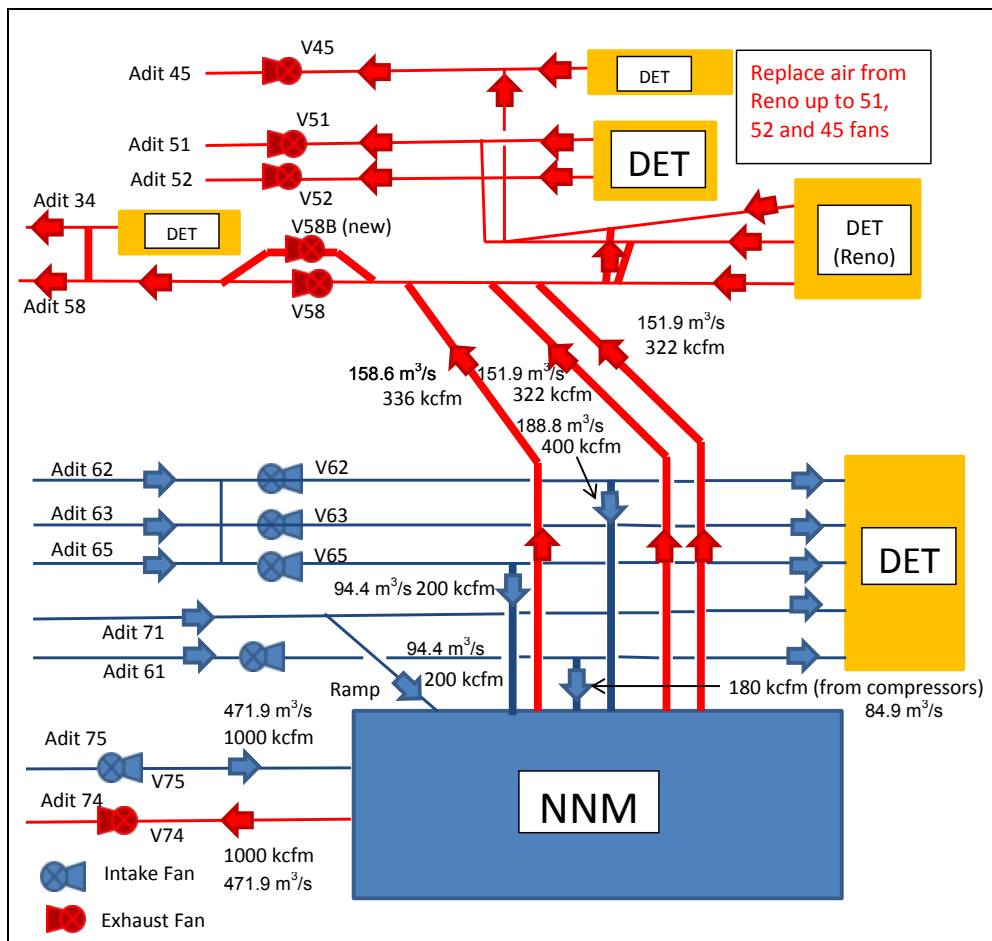 V45
Adit 45
DET
Replace air from
Reno up to 51,
52 and 45 fans
V51
Adit 51
DET
Adit 52
V52
Adit 34
DET
V58B (new)
DET
(Reno)
Adit 58
V58
151.9 m³/s
322 kcfm
158.6 m³/s
336 kcfm
151.9 m³/s
322 kcfm
188.8 m³/s
400 kcfm
Adit 62
V62
Adit 63
V63
Adit 65
V65
DET
94.4 m³/s 200 kcfm
Adit 71
94.4 m³/s
200 kcfm
Adit 61
Ramp
180 kcfm (from compressors)
84.9 m³/s
471.9 m³/s
1000 kcfm
Adit 75
V75
NNM
Adit 74
V74
1000 kcfm
471.9 m³/s
Intake Fan
Exhaust Fan